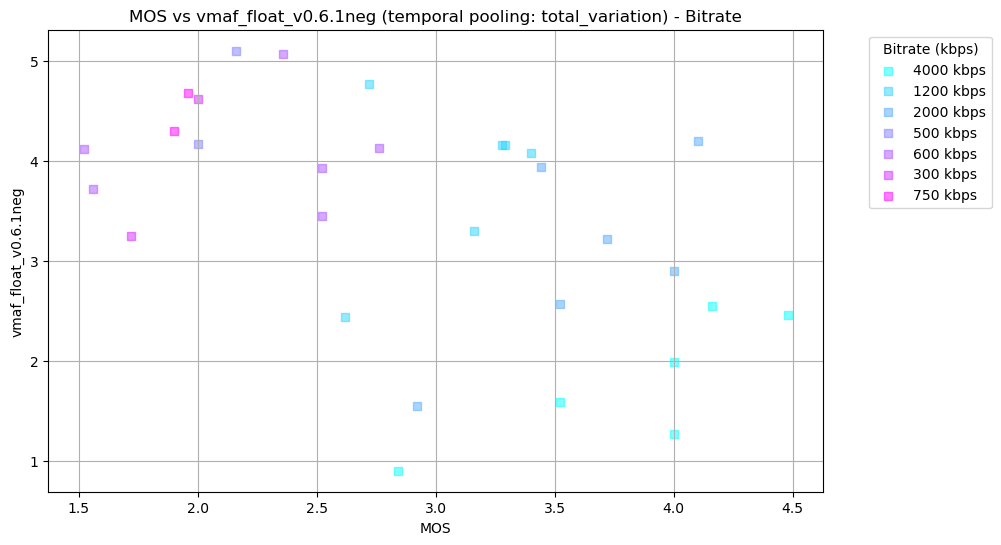 MOS vs vmaf_float_v0.6.1neg (temporal pooling: total_variation) - Bitrate
vmaf_float_v0.6.1neg
5
4
3
2
1
1.5
2.0
2.5
3.0
3.5
4.0
4.5
MOS
Bitrate (kbps)
4000 kbps
1200 kbps
2000 kbps
500 kbps
600 kbps
300 kbps
750 kbps